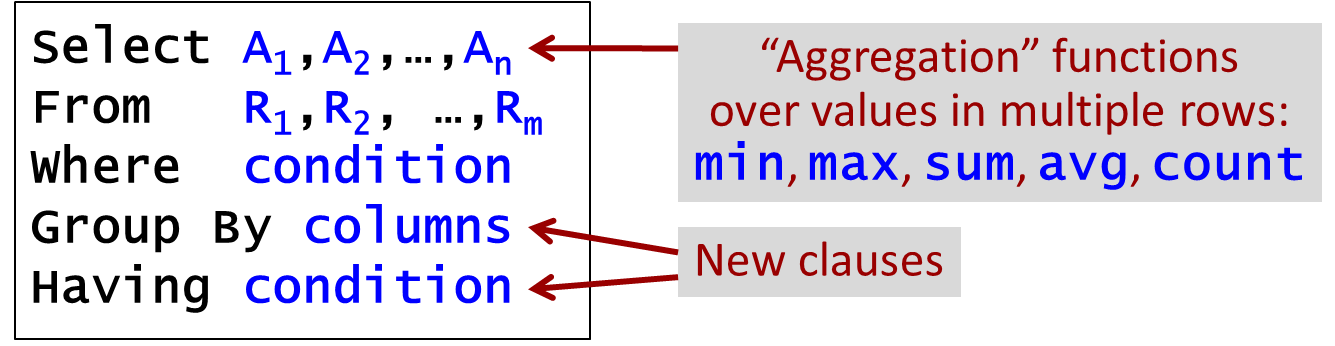 Select A₁,A₂,…,Aₙ
From R₁,R₂, …,Rₘ
Where condition
Group By columns
Having condition
“Aggregation” functions
over values in multiple rows:
min, max, sum, avg, count
New clauses